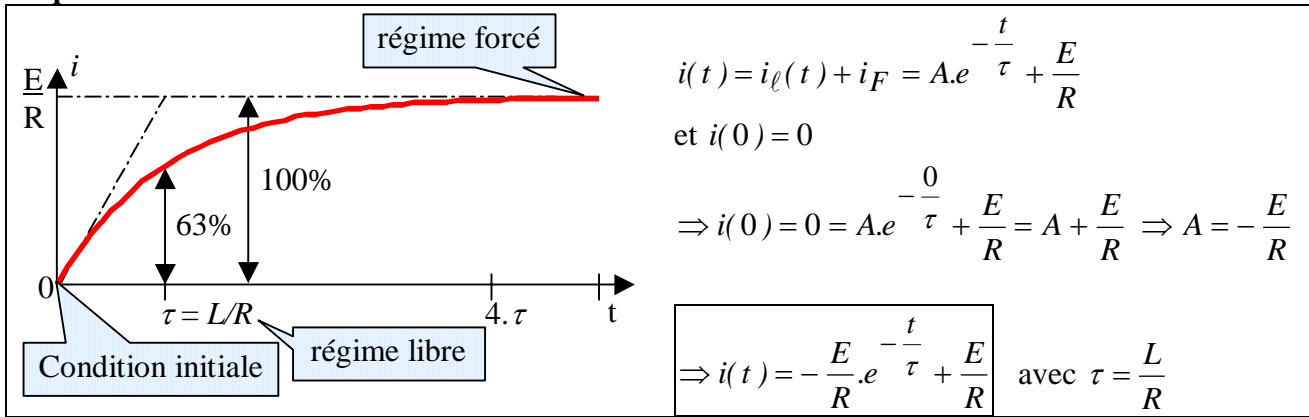 régime forcé
E/R
i
100%
63%
0
τ = L/R
4.τ
t
Condition initiale
régime libre
i( t ) = iℓ( t ) + iF = A.e^(-t/τ) + E/R
et i( 0 ) = 0
⇒ i( 0 ) = 0 = A.e^(-0/τ) + E/R = A + E/R ⇒ A = - E/R
⇒ i( t ) = - E/R .e^(-t/τ) + E/R avec τ = L/R